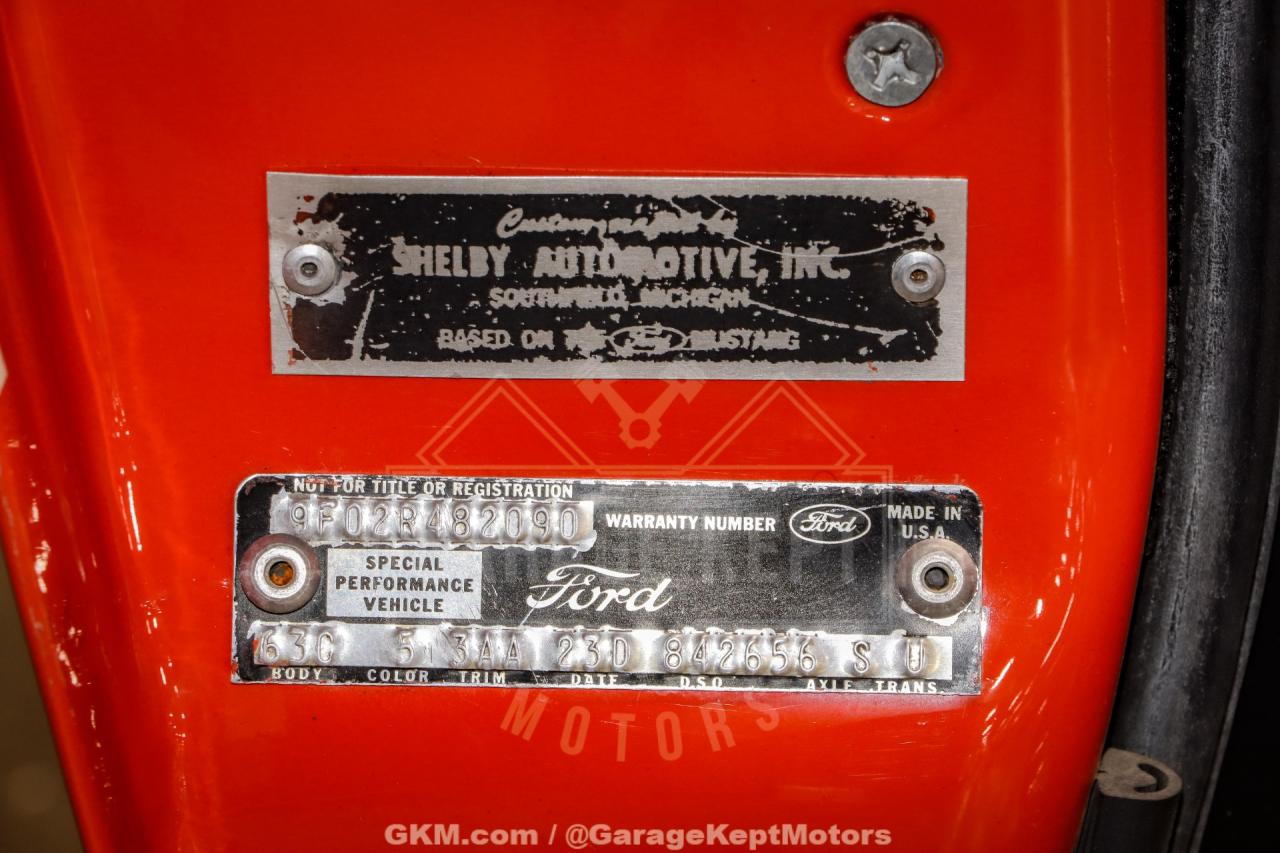 Custom crafted by
SHELBY AUTOMOTIVE, INC.
SOUTHFIELD, MICHIGAN
BASED ON THE Ford MUSTANG
NOT FOR TITLE OR REGISTRATION
9F02R482090 WARRANTY NUMBER Ford MADE IN
U.S.A.
SPECIAL
PERFORMANCE
VEHICLE
Ford
63C 5 3AA 23D 842656 S U
BODY COLOR TRIM DATE D.S.O. AXLE TRANS
MOTORS
GKM.com / @GarageKeptMotors